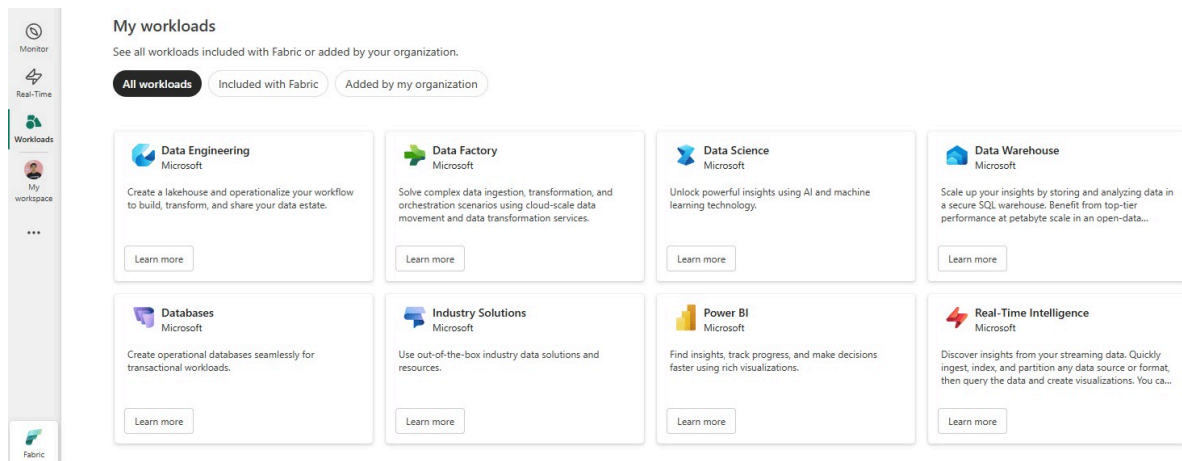 Monitor
Real-Time
Workloads
My
workspace
Fabric
My workloads
See all workloads included with Fabric or added by your organization.
All workloads
Included with Fabric
Added by my organization
Data Engineering
Microsoft
Create a lakehouse and operationalize your workflow
to build, transform, and share your data estate.
Learn more
Data Factory
Microsoft
Solve complex data ingestion, transformation, and
orchestration scenarios using cloud-scale data
movement and data transformation services.
Learn more
Data Science
Microsoft
Unlock powerful insights using AI and machine
learning technology.
Learn more
Data Warehouse
Microsoft
Scale up your insights by storing and analyzing data in
a secure SQL warehouse. Benefit from top-tier
performance at petabyte scale in an open-data...
Learn more
Databases
Microsoft
Create operational databases seamlessly for
transactional workloads.
Learn more
Industry Solutions
Microsoft
Use out-of-the-box industry data solutions and
resources.
Learn more
Power BI
Microsoft
Find insights, track progress, and make decisions
faster using rich visualizations.
Learn more
Real-Time Intelligence
Microsoft
Discover insights from your streaming data. Quickly
ingest, index, and partition any data source or format,
then query the data and create visualizations. You ca...
Learn more